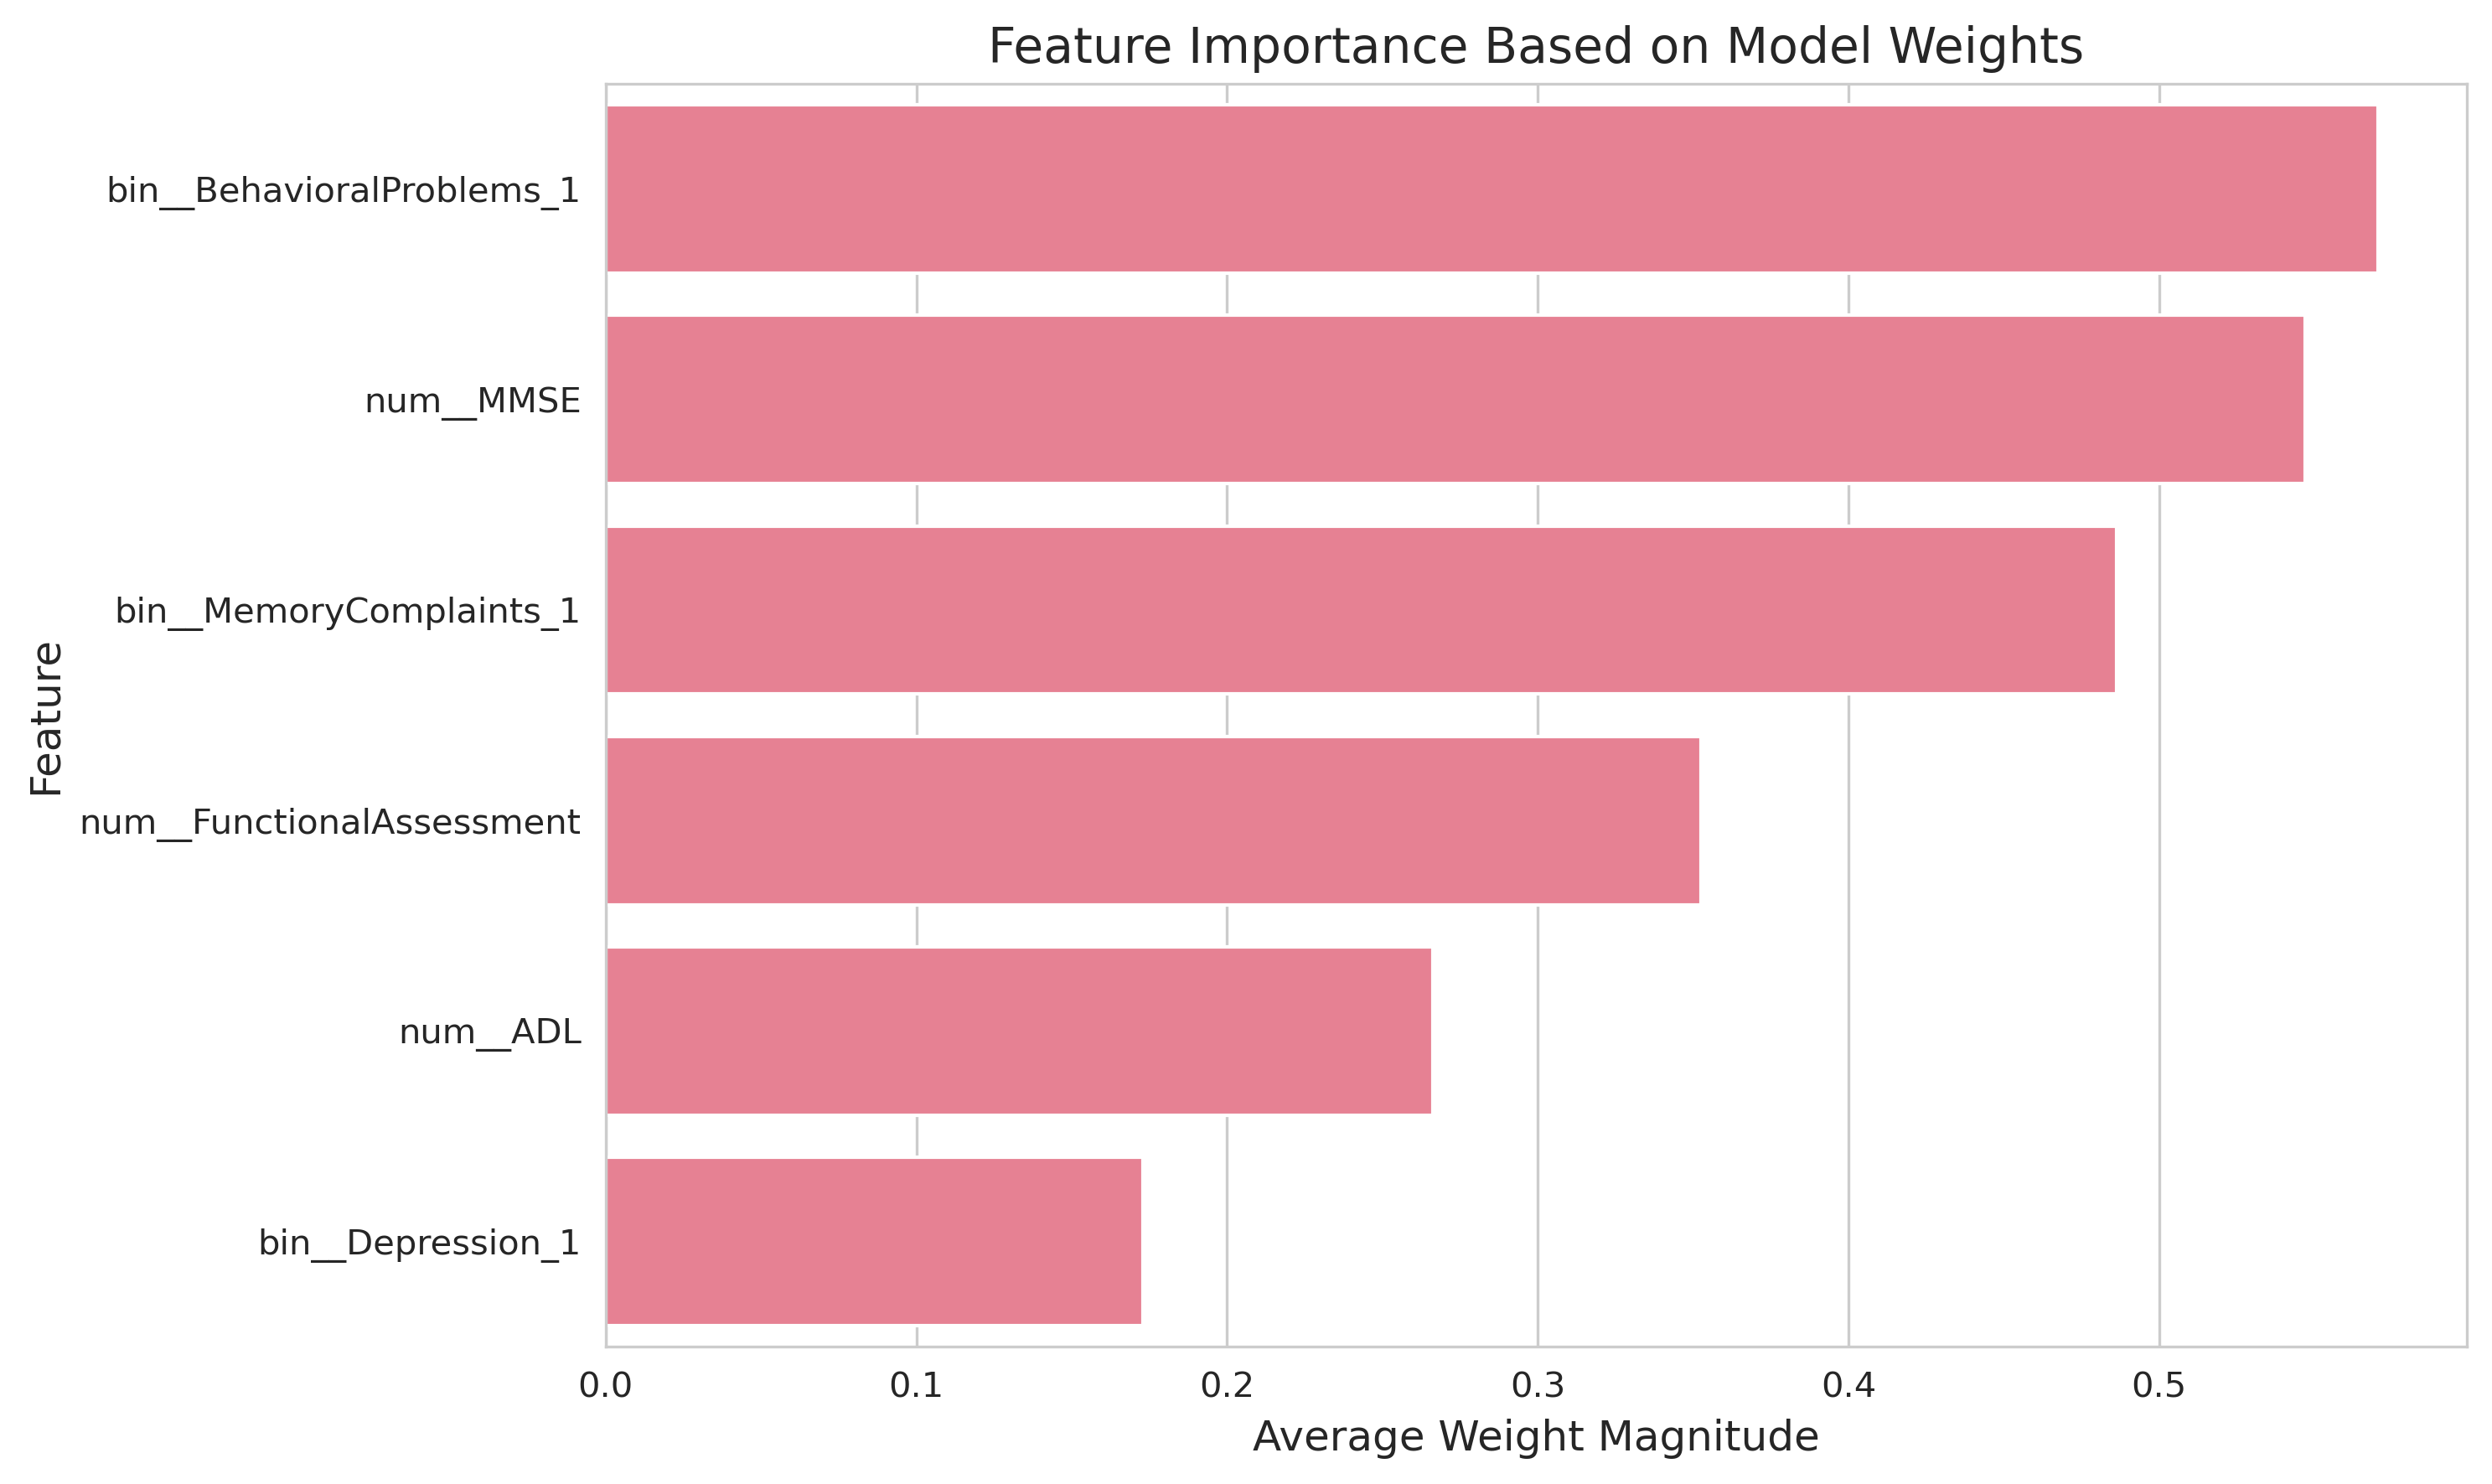 Feature Importance Based on Model Weights
Feature
bin__BehavioralProblems_1
num__MMSE
bin__MemoryComplaints_1
num__FunctionalAssessment
num__ADL
bin__Depression_1
0.0 0.1 0.2 0.3 0.4 0.5
Average Weight Magnitude